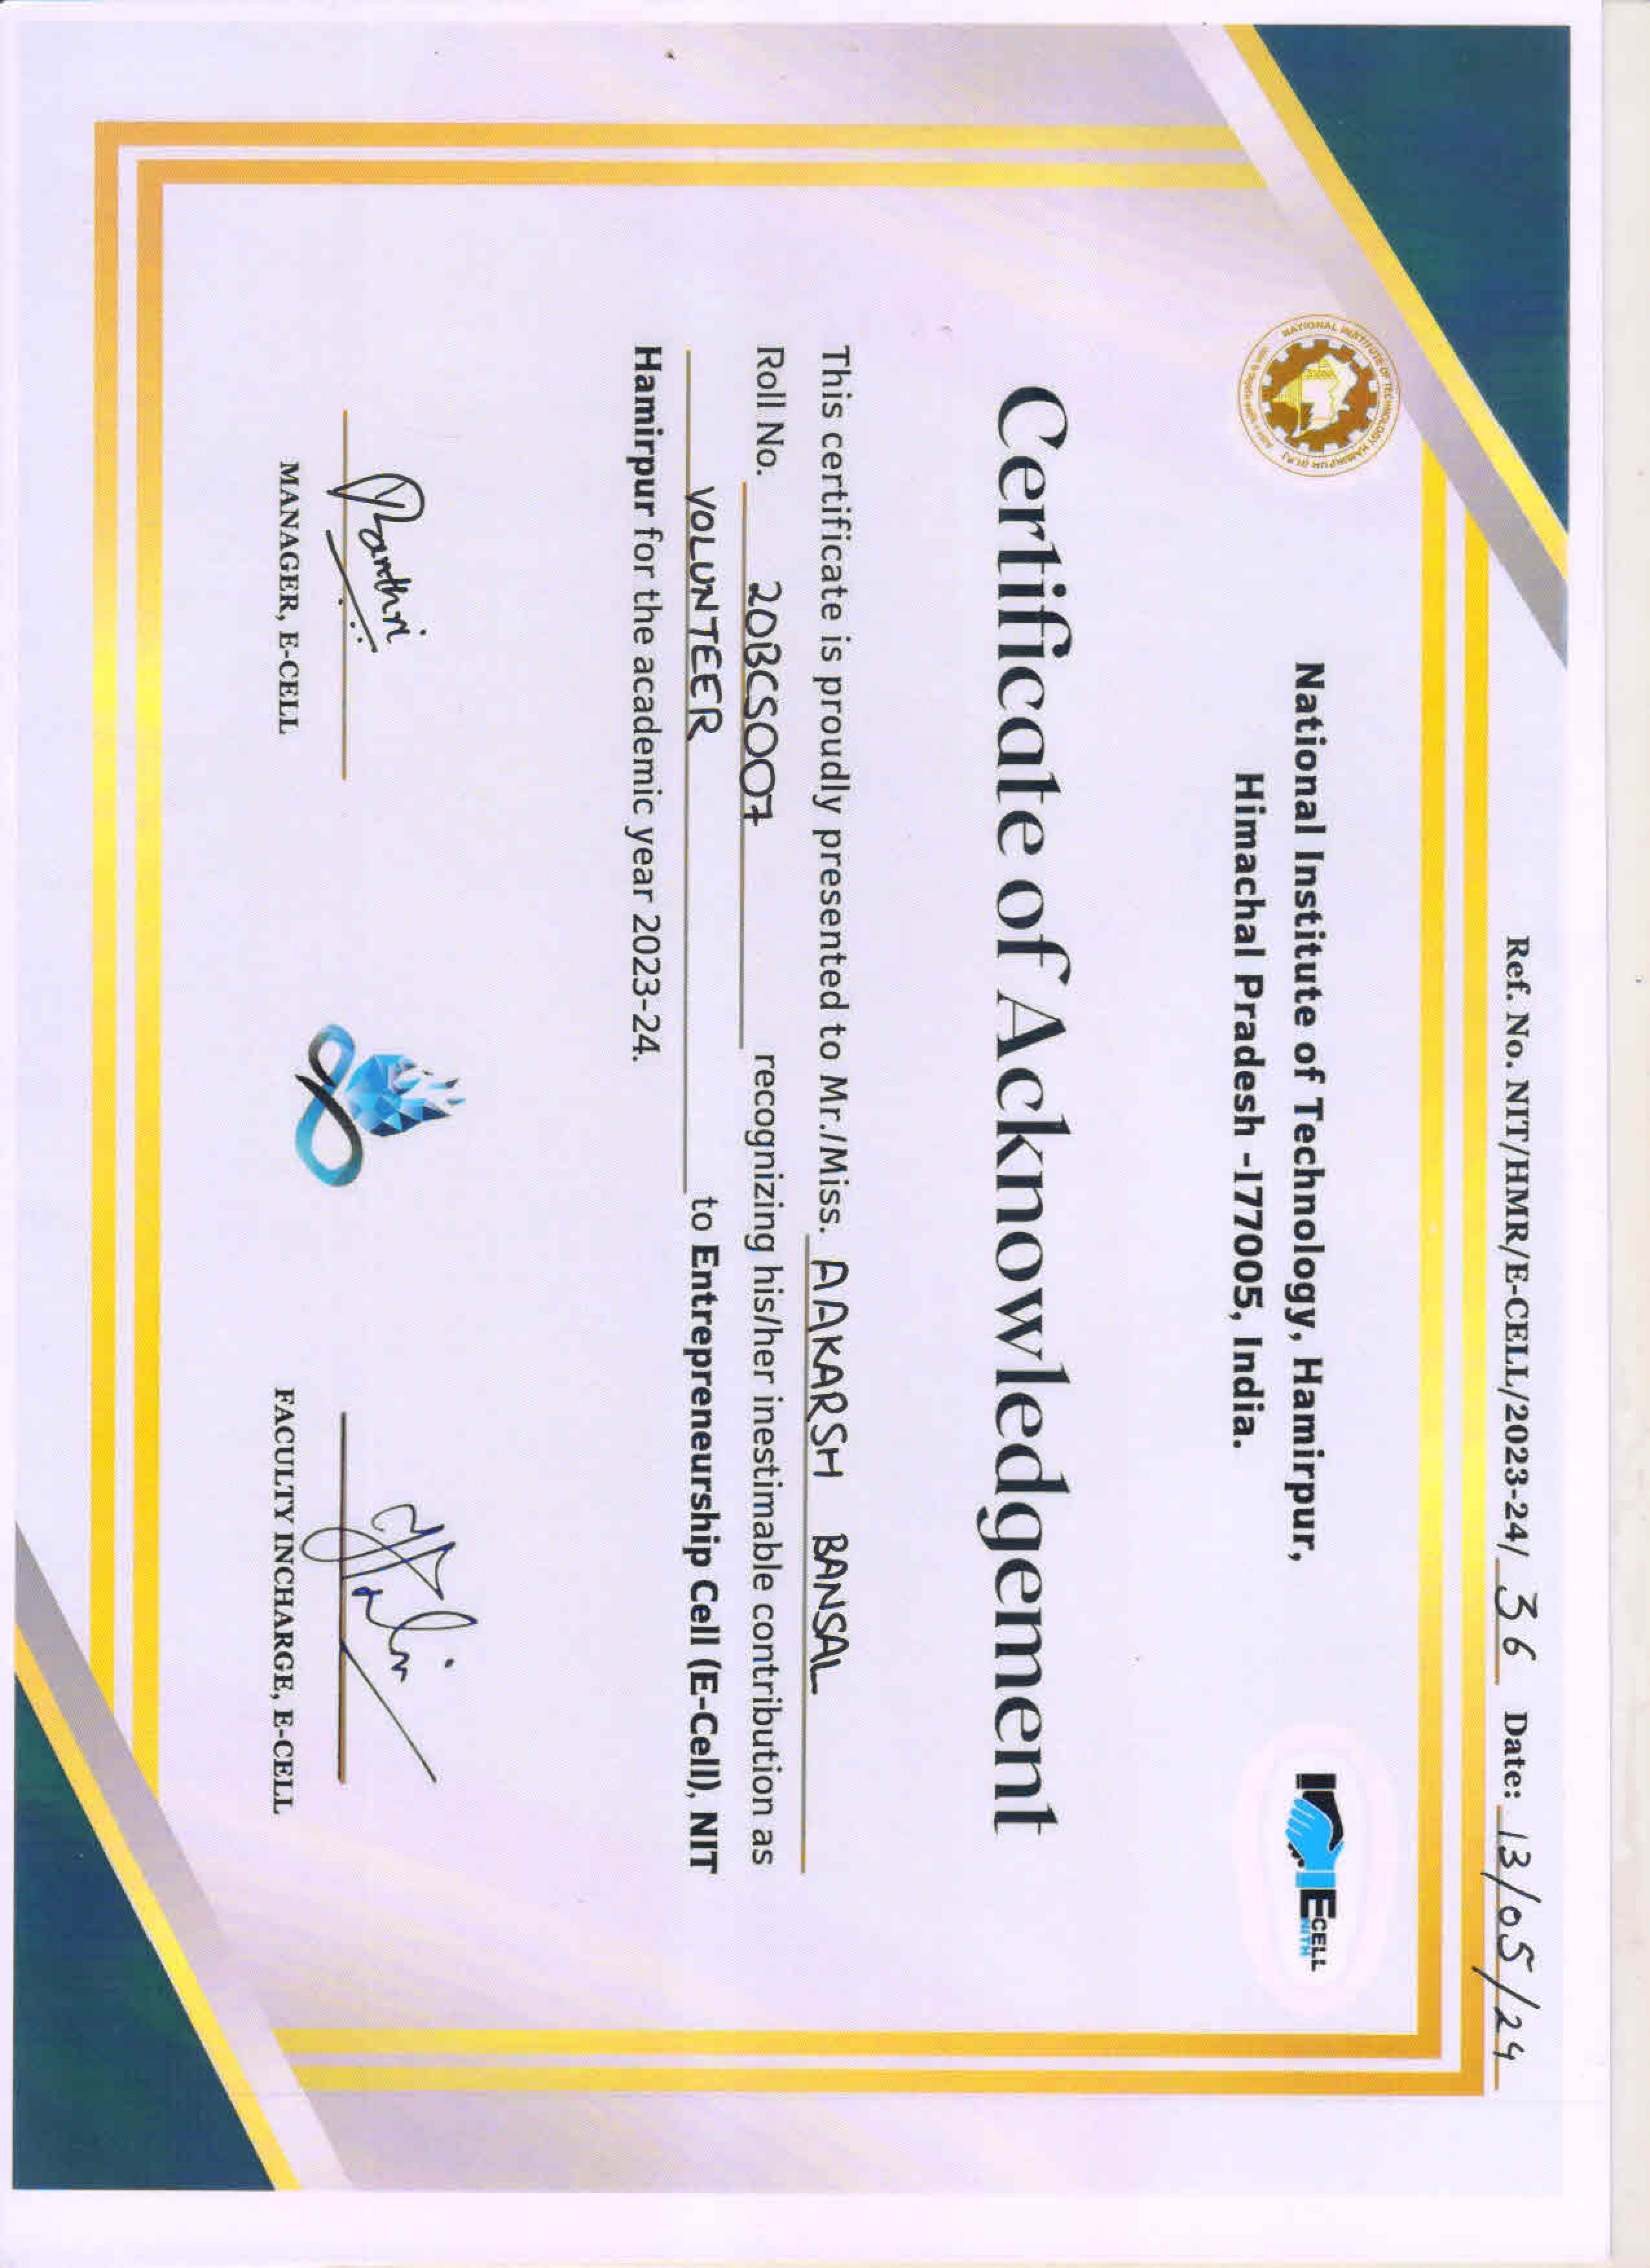 Ref. No. NIT/HMR/E-CELL/2023-24/ 36 Date: 13/05/24
NATIONAL INSTITUTE OF TECHNOLOGY HAMIRPUR
ECELL
NITH
National Institute of Technology, Hamirpur,
Himachal Pradesh -177005, India.
Certificate of Acknowledgement
This certificate is proudly presented to Mr./Miss. AAKARSH BANSAL
Roll No. 20BCS007 recognizing his/her inestimable contribution as
VOLUNTEER to Entrepreneurship Cell (E-Cell), NIT
Hamirpur for the academic year 2023-24.
MANAGER, E-CELL
FACULTY INCHARGE, E-CELL